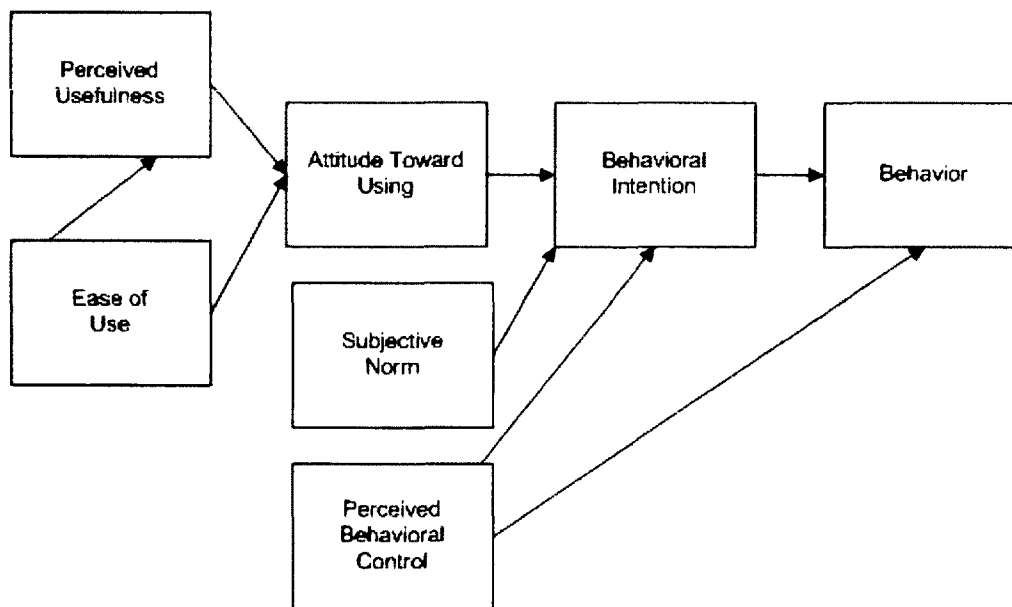 Perceived
Usefulness
Attitude Toward
Using
Behavioral
Intention
Behavior
Ease of
Use
Subjective
Norm
Perceived
Behavioral
Control